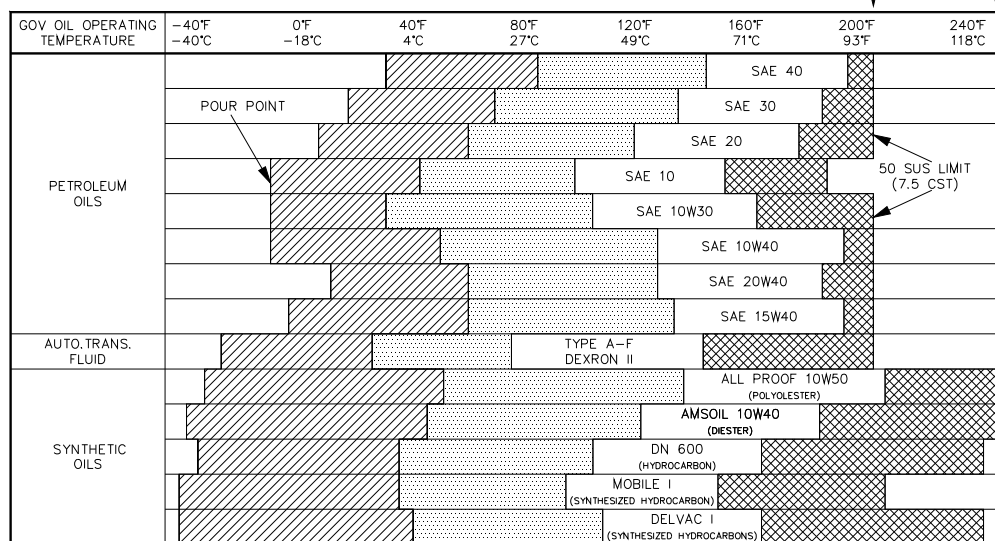 GOV OIL OPERATING TEMPERATURE
-40°F 0°F 40°F 80°F 120°F 160°F 200°F 240°F
-40°C -18°C 4°C 27°C 49°C 71°C 93°F 118°C
PETROLEUM OILS
SAE 40
POUR POINT
SAE 30
SAE 20
50 SUS LIMIT
(7.5 CST)
SAE 10
SAE 10W30
SAE 10W40
SAE 20W40
SAE 15W40
AUTO.TRANS. FLUID
TYPE A-F
DEXRON II
SYNTHETIC OILS
ALL PROOF 10W50
(POLYOLESTER)
AMSOIL 10W40
(DIESTER)
DN 600
(HYDROCARBON)
MOBILE I
(SYNTHESIZED HYDROCARBON)
DELVAC I
(SYNTHESIZED HYDROCARBONS)